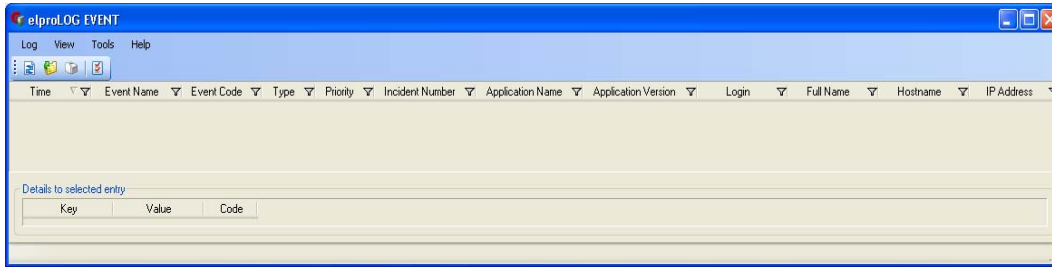 elproLOG EVENT
Log View Tools Help
Time Event Name Event Code Type Priority Incident Number Application Name Application Version Login Full Name Hostname IP Address
Details to selected entry
Key Value Code